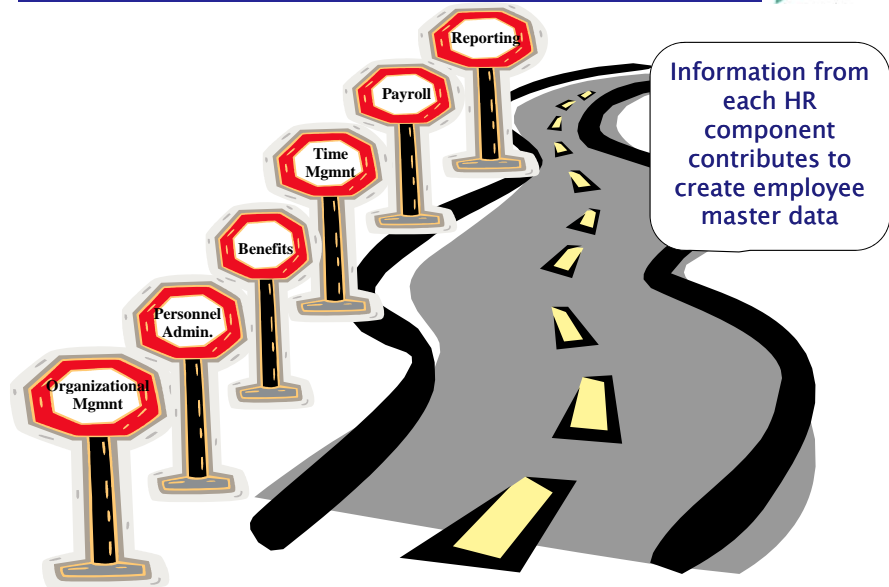 Reporting
Payroll
Time
Mgmnt
Benefits
Personnel
Admin.
Organizational
Mgmnt
Information from
each HR
component
contributes to
create employee
master data